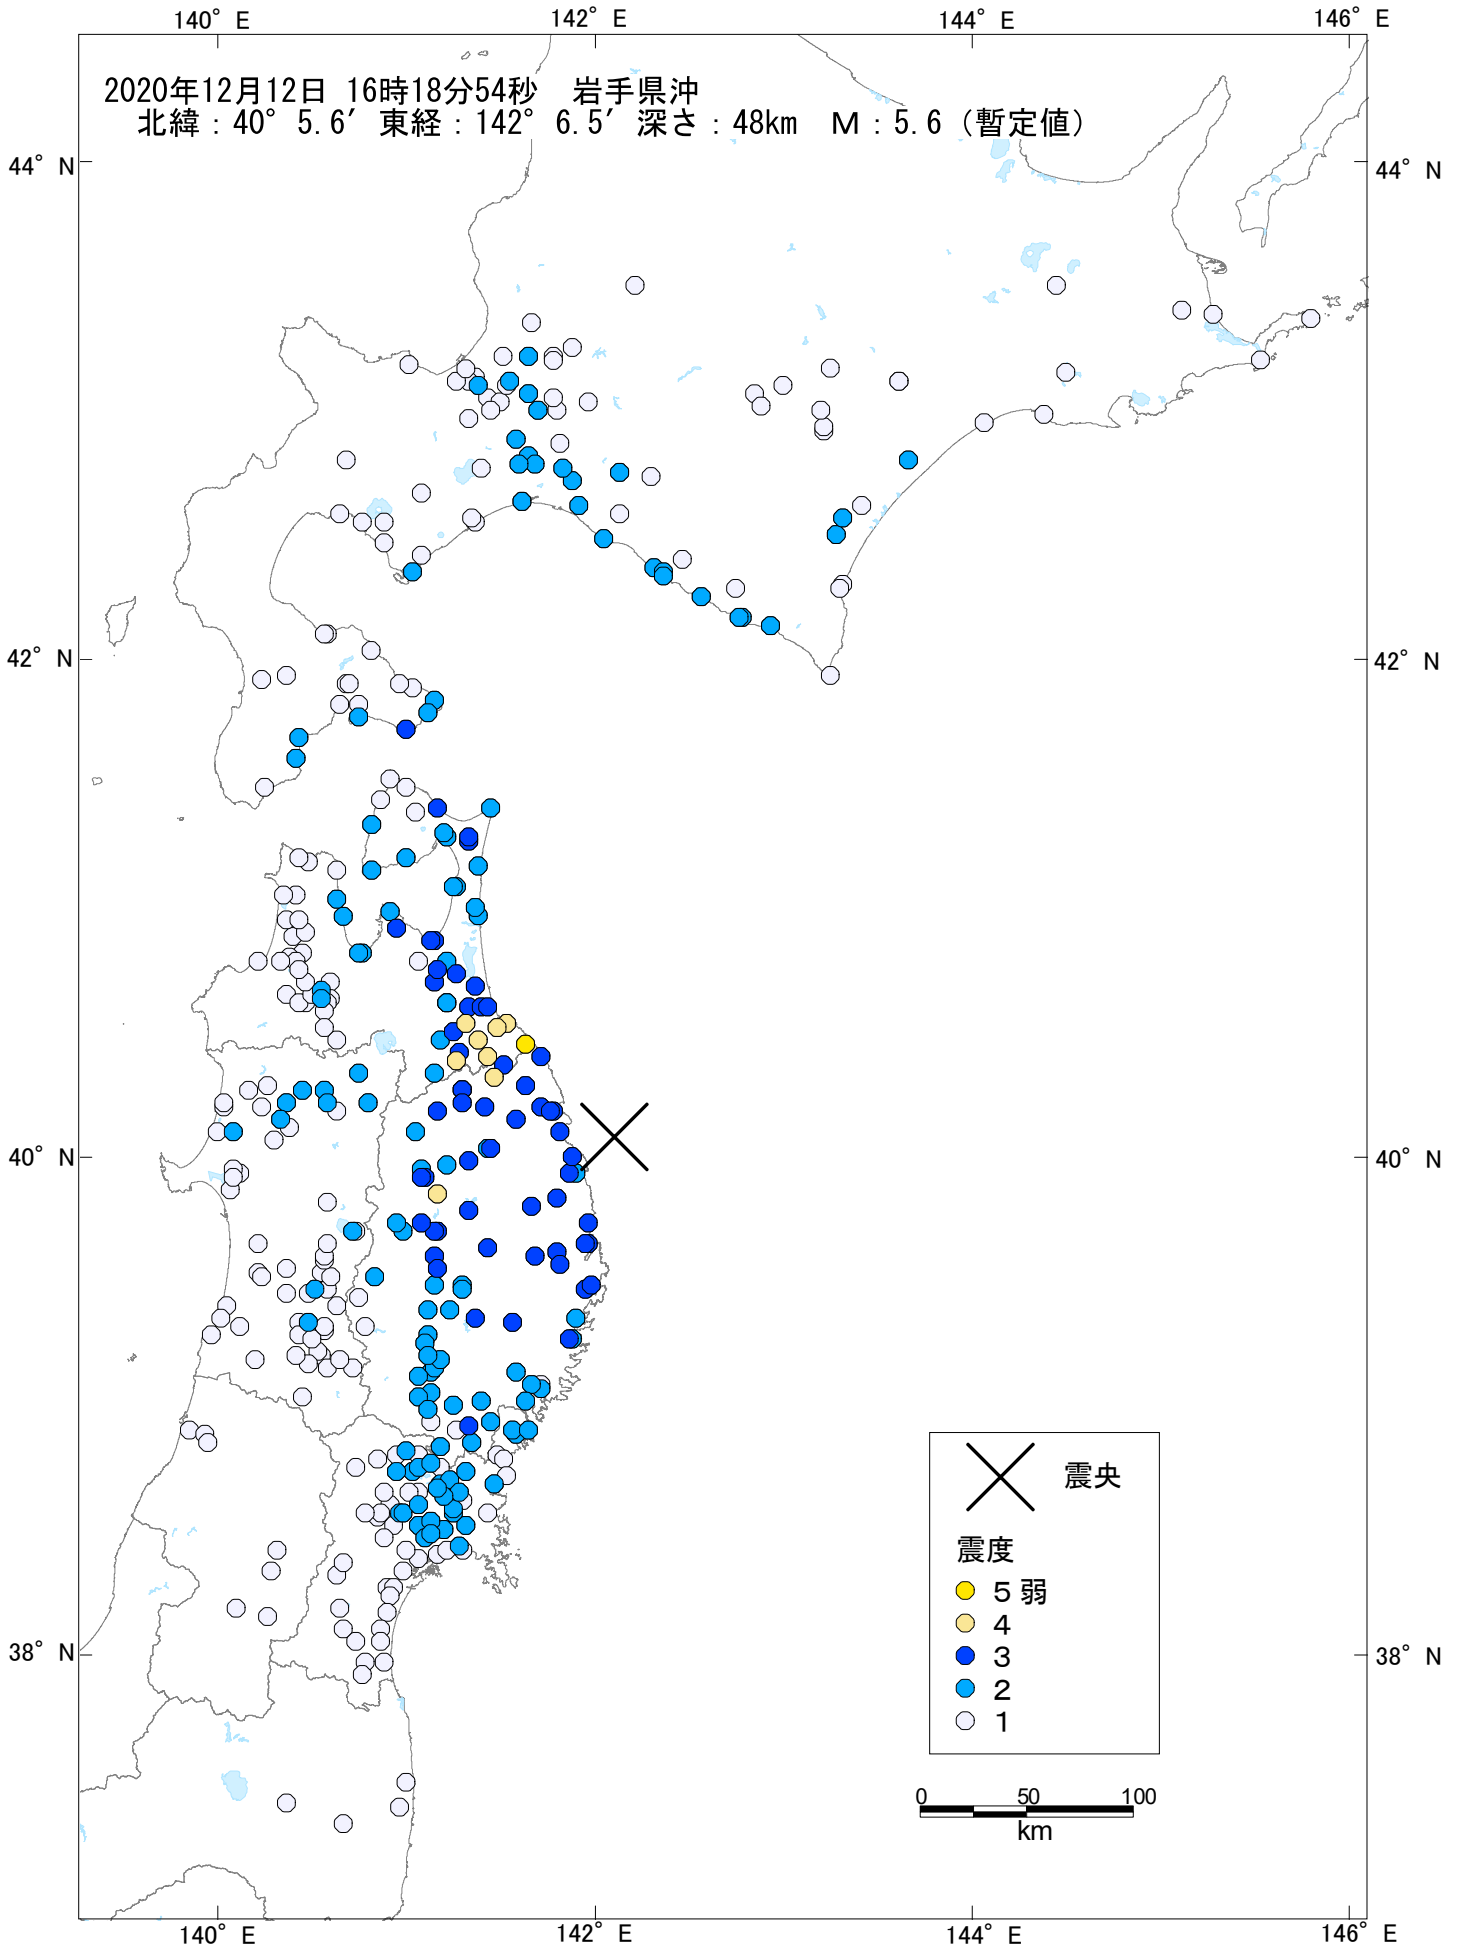 140° E 142° E 144° E 146° E
2020年12月12日 16時18分54秒 岩手県沖
北緯：40° 5.6′ 東経：142° 6.5′ 深さ：48km Ｍ：5.6（暫定値）
44° N 44° N
42° N 42° N
40° N 40° N
震央
震度
５弱
４
３
２
１
38° N 38° N
0 50 100
km
140° E 142° E 144° E 146° E